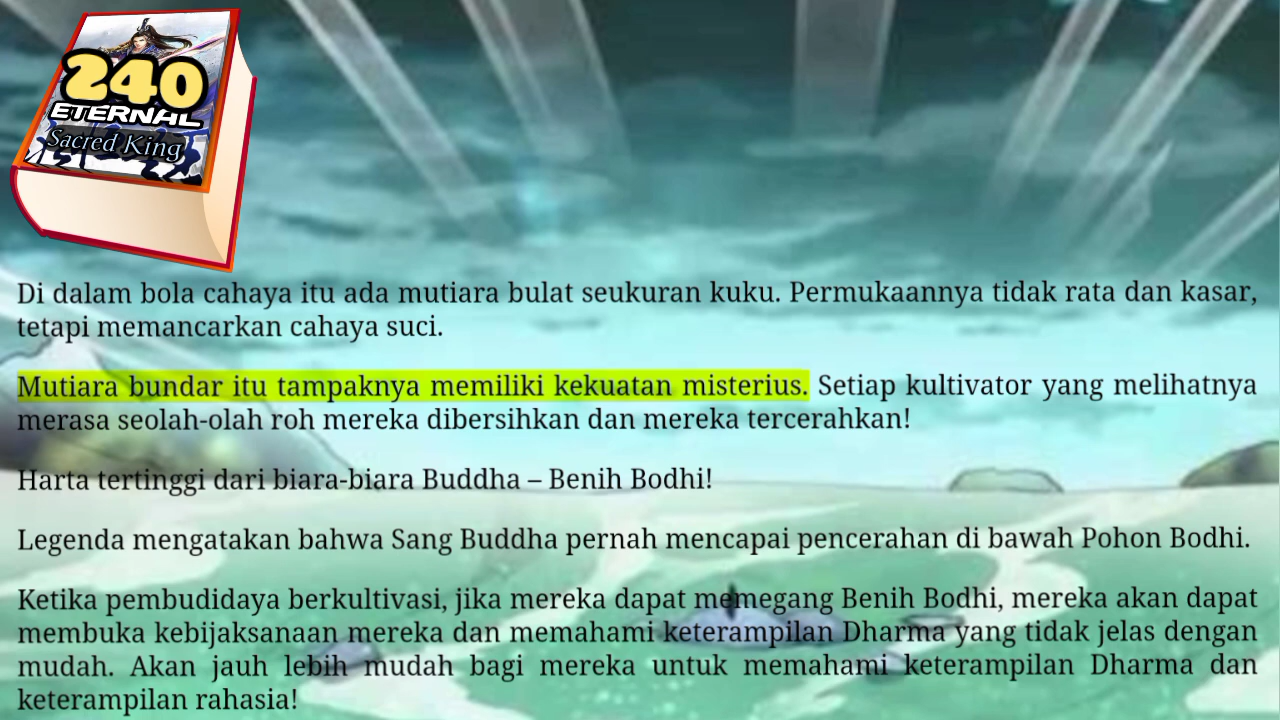 240
ETERNAL
Sacred King
Di dalam bola cahaya itu ada mutiara bulat seukuran kuku. Permukaannya tidak rata dan kasar,
tetapi memancarkan cahaya suci.
Mutiara bundar itu tampaknya memiliki kekuatan misterius. Setiap kultivator yang melihatnya
merasa seolah-olah roh mereka dibersihkan dan mereka tercerahkan!
Harta tertinggi dari biara-biara Buddha – Benih Bodhi!
Legenda mengatakan bahwa Sang Buddha pernah mencapai pencerahan di bawah Pohon Bodhi.
Ketika pembudidaya berkultivasi, jika mereka dapat memegang Benih Bodhi, mereka akan dapat
membuka kebijaksanaan mereka dan memahami keterampilan Dharma yang tidak jelas dengan
mudah. Akan jauh lebih mudah bagi mereka untuk memahami keterampilan Dharma dan
keterampilan rahasia!